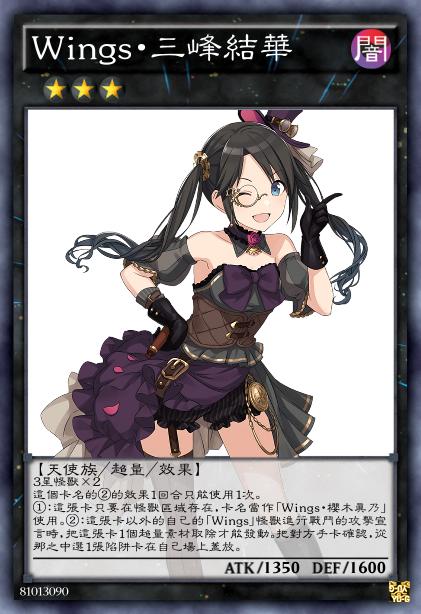 Wings・三峰結華
闇
【天使族/超量/效果】
3星怪獸×2
這個卡名的②的效果1回合只能使用1次。
①:這張卡只要在怪獸區域存在,卡名當作「Wings・櫻木真乃」
使用。②:這張卡以外的自己的「Wings」怪獸進行戰鬥的攻擊宣
言時,把這張卡1個超量素材取除才能發動。把對方手卡確認,從
那之中選1張陷阱卡在自己場上蓋放。
ATK/1350 DEF/1600
81013090